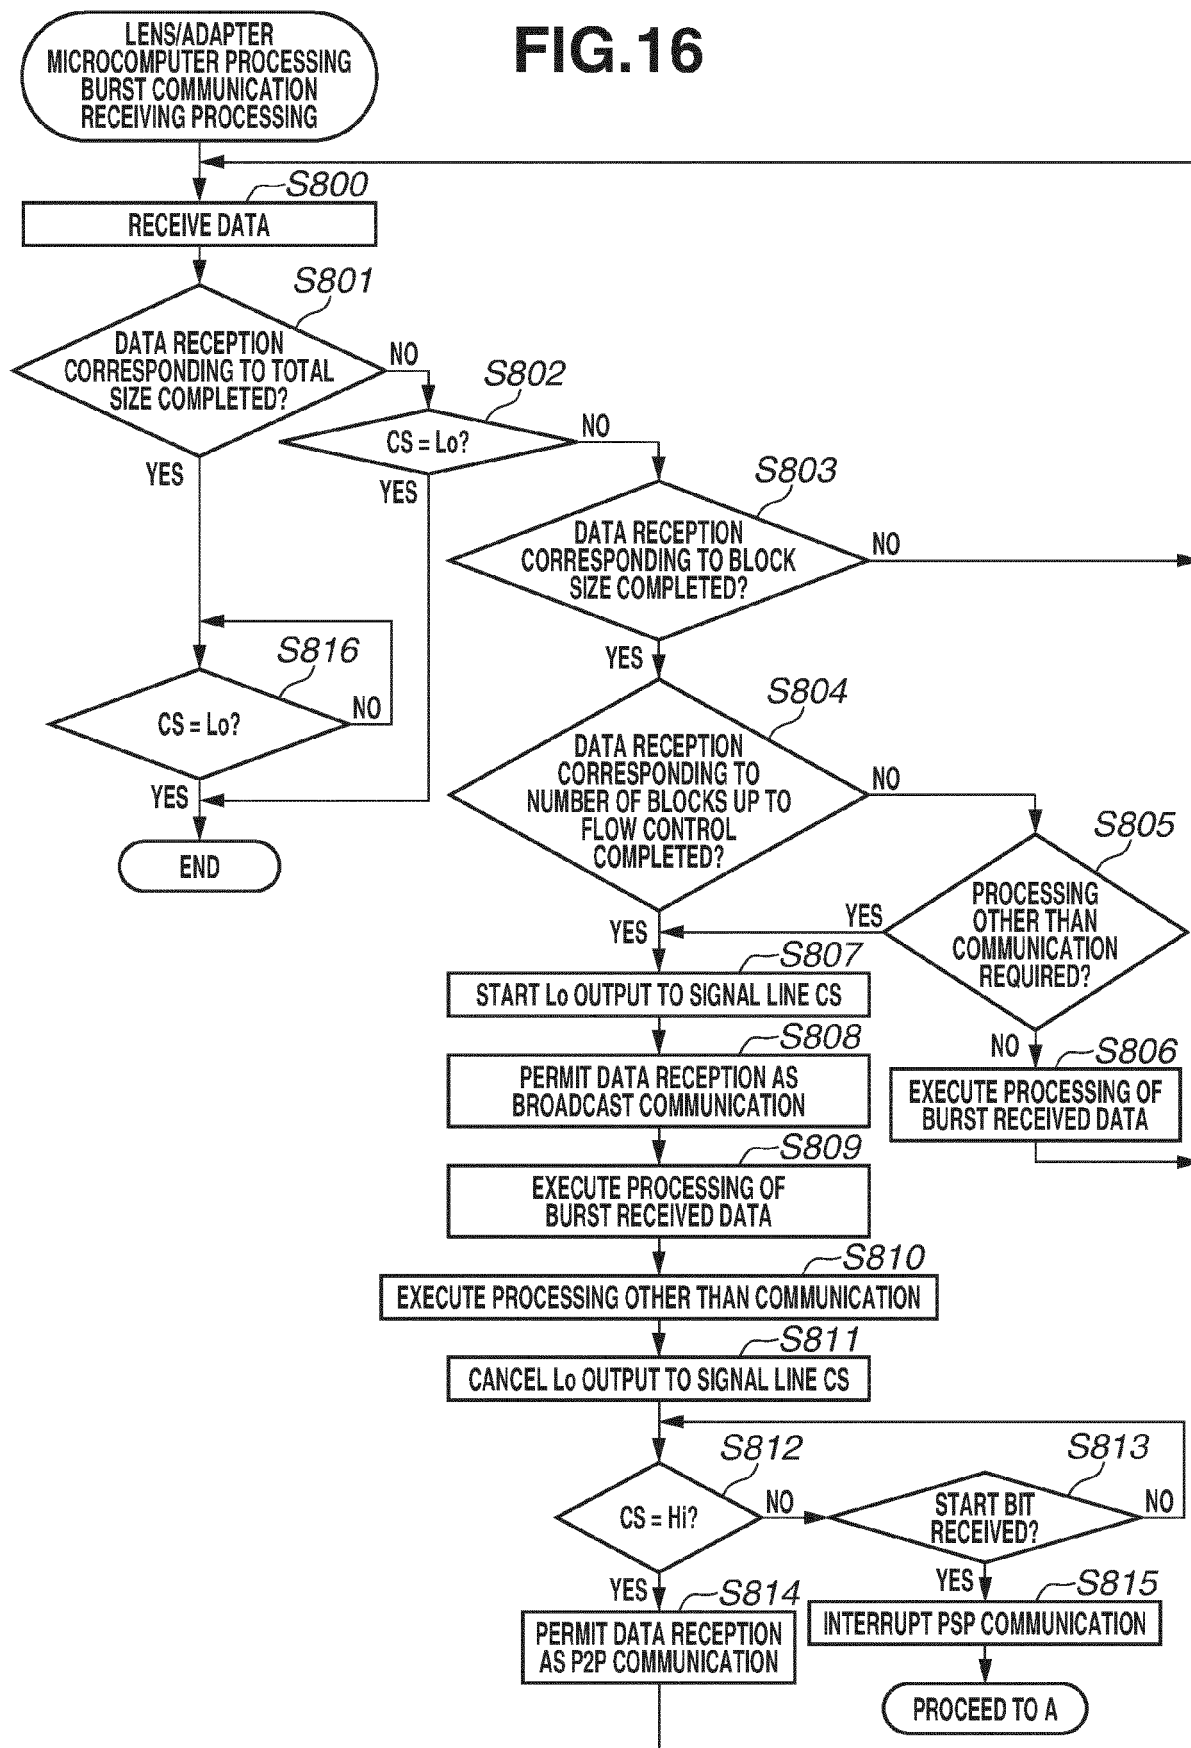 FIG.16
LENS/ADAPTER
MICROCOMPUTER PROCESSING
BURST COMMUNICATION
RECEIVING PROCESSING
S800
RECEIVE DATA
S801
DATA RECEPTION
CORRESPONDING TO TOTAL
SIZE COMPLETED?
NO
YES
S802
CS = Lo?
NO
YES
S803
DATA RECEPTION
CORRESPONDING TO BLOCK
SIZE COMPLETED?
NO
YES
S816
CS = Lo?
NO
YES
END
S804
DATA RECEPTION
CORRESPONDING TO
NUMBER OF BLOCKS UP TO
FLOW CONTROL
COMPLETED?
NO
YES
S805
PROCESSING
OTHER THAN
COMMUNICATION
REQUIRED?
YES
NO
S806
EXECUTE PROCESSING OF
BURST RECEIVED DATA
S807
START Lo OUTPUT TO SIGNAL LINE CS
S808
PERMIT DATA RECEPTION AS
BROADCAST COMMUNICATION
S809
EXECUTE PROCESSING OF
BURST RECEIVED DATA
S810
EXECUTE PROCESSING OTHER THAN COMMUNICATION
S811
CANCEL Lo OUTPUT TO SIGNAL LINE CS
S812
CS = Hi?
NO
YES
S813
START BIT
RECEIVED?
NO
YES
S814
PERMIT DATA RECEPTION
AS P2P COMMUNICATION
S815
INTERRUPT PSP COMMUNICATION
PROCEED TO A